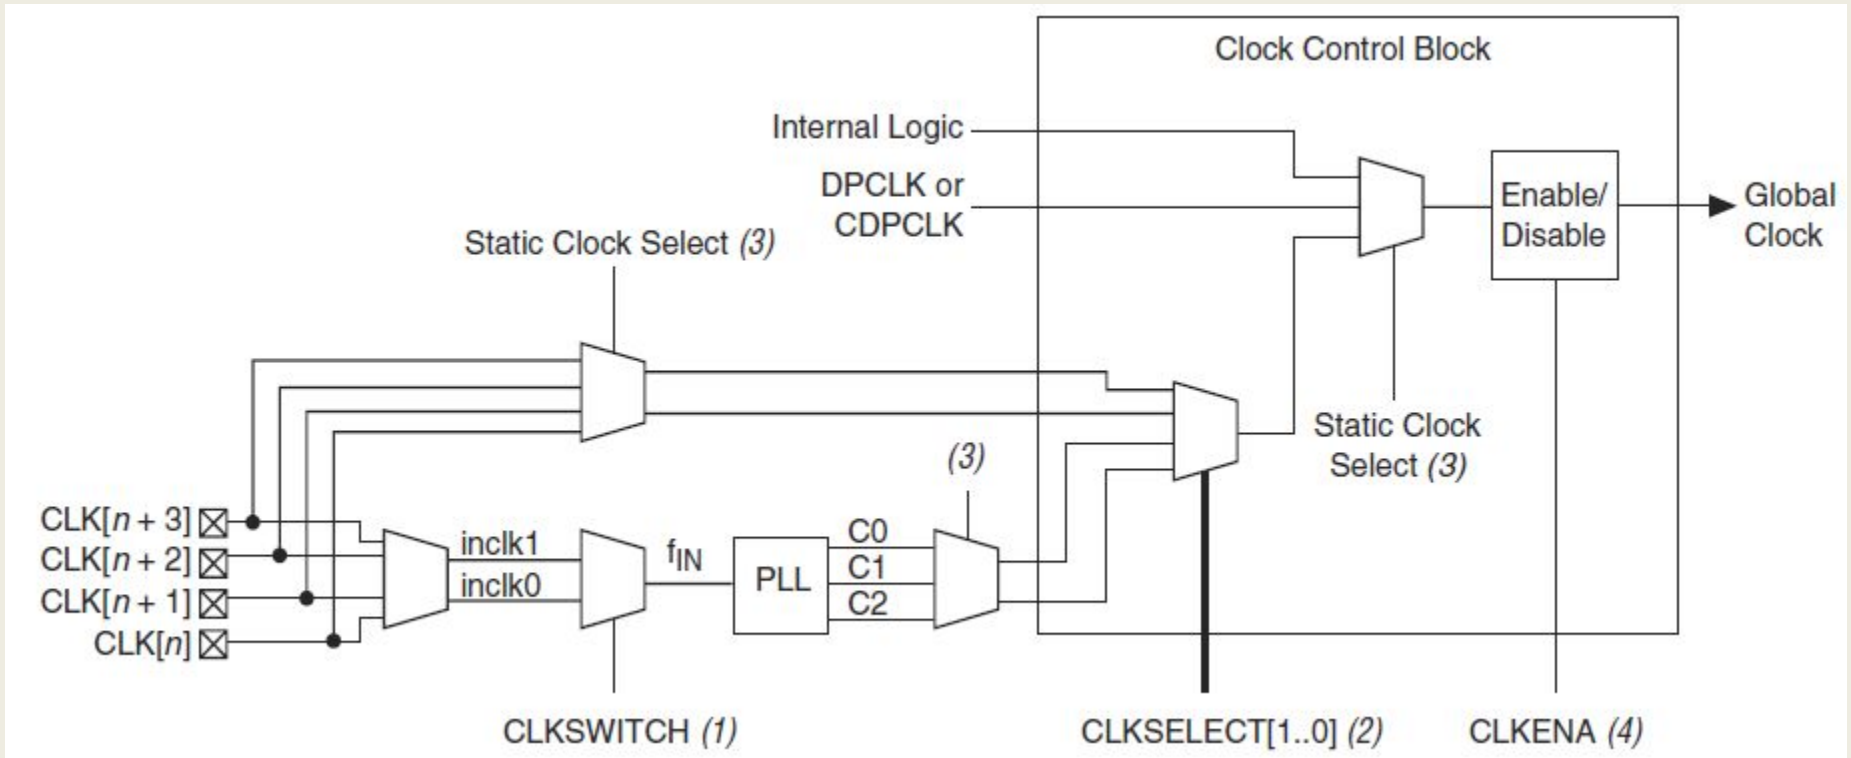 Clock Control Block
Internal Logic
DPCLK or
CDPCLK
Enable/
Disable
Global
Clock
Static Clock Select (3)
Static Clock
Select (3)
(3)
CLK[n + 3]
CLK[n + 2]
CLK[n + 1]
CLK[n]
inclk1
inclk0
fIN
PLL
C0
C1
C2
CLKSWITCH (1)
CLKSELECT[1..0] (2)
CLKENA (4)